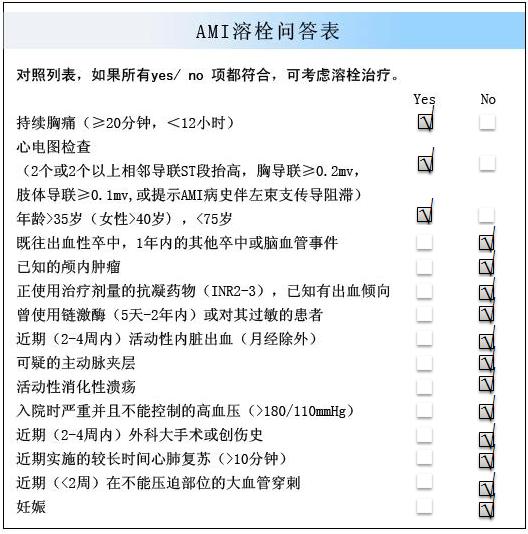 AMI溶栓问答表
对照列表，如果所有yes/ no 项都符合，可考虑溶栓治疗。
Yes No
持续胸痛（≥20分钟，＜12小时）
心电图检查
（2个或2个以上相邻导联ST段抬高，胸导联≥0.2mv，
肢体导联≥0.1mv,或提示AMI病史伴左束支传导阻滞）
年龄>35岁（女性>40岁），<75岁
既往出血性卒中，1年内的其他卒中或脑血管事件
已知的颅内肿瘤
正使用治疗剂量的抗凝药物（INR2-3），已知有出血倾向
曾使用链激酶（5天-2年内）或对其过敏的患者
近期（2-4周内）活动性内脏出血（月经除外）
可疑的主动脉夹层
活动性消化性溃疡
入院时严重并且不能控制的高血压（>180/110mmHg）
近期（2-4周内）外科大手术或创伤史
近期实施的较长时间心肺复苏（>10分钟）
近期（<2周）在不能压迫部位的大血管穿刺
妊娠